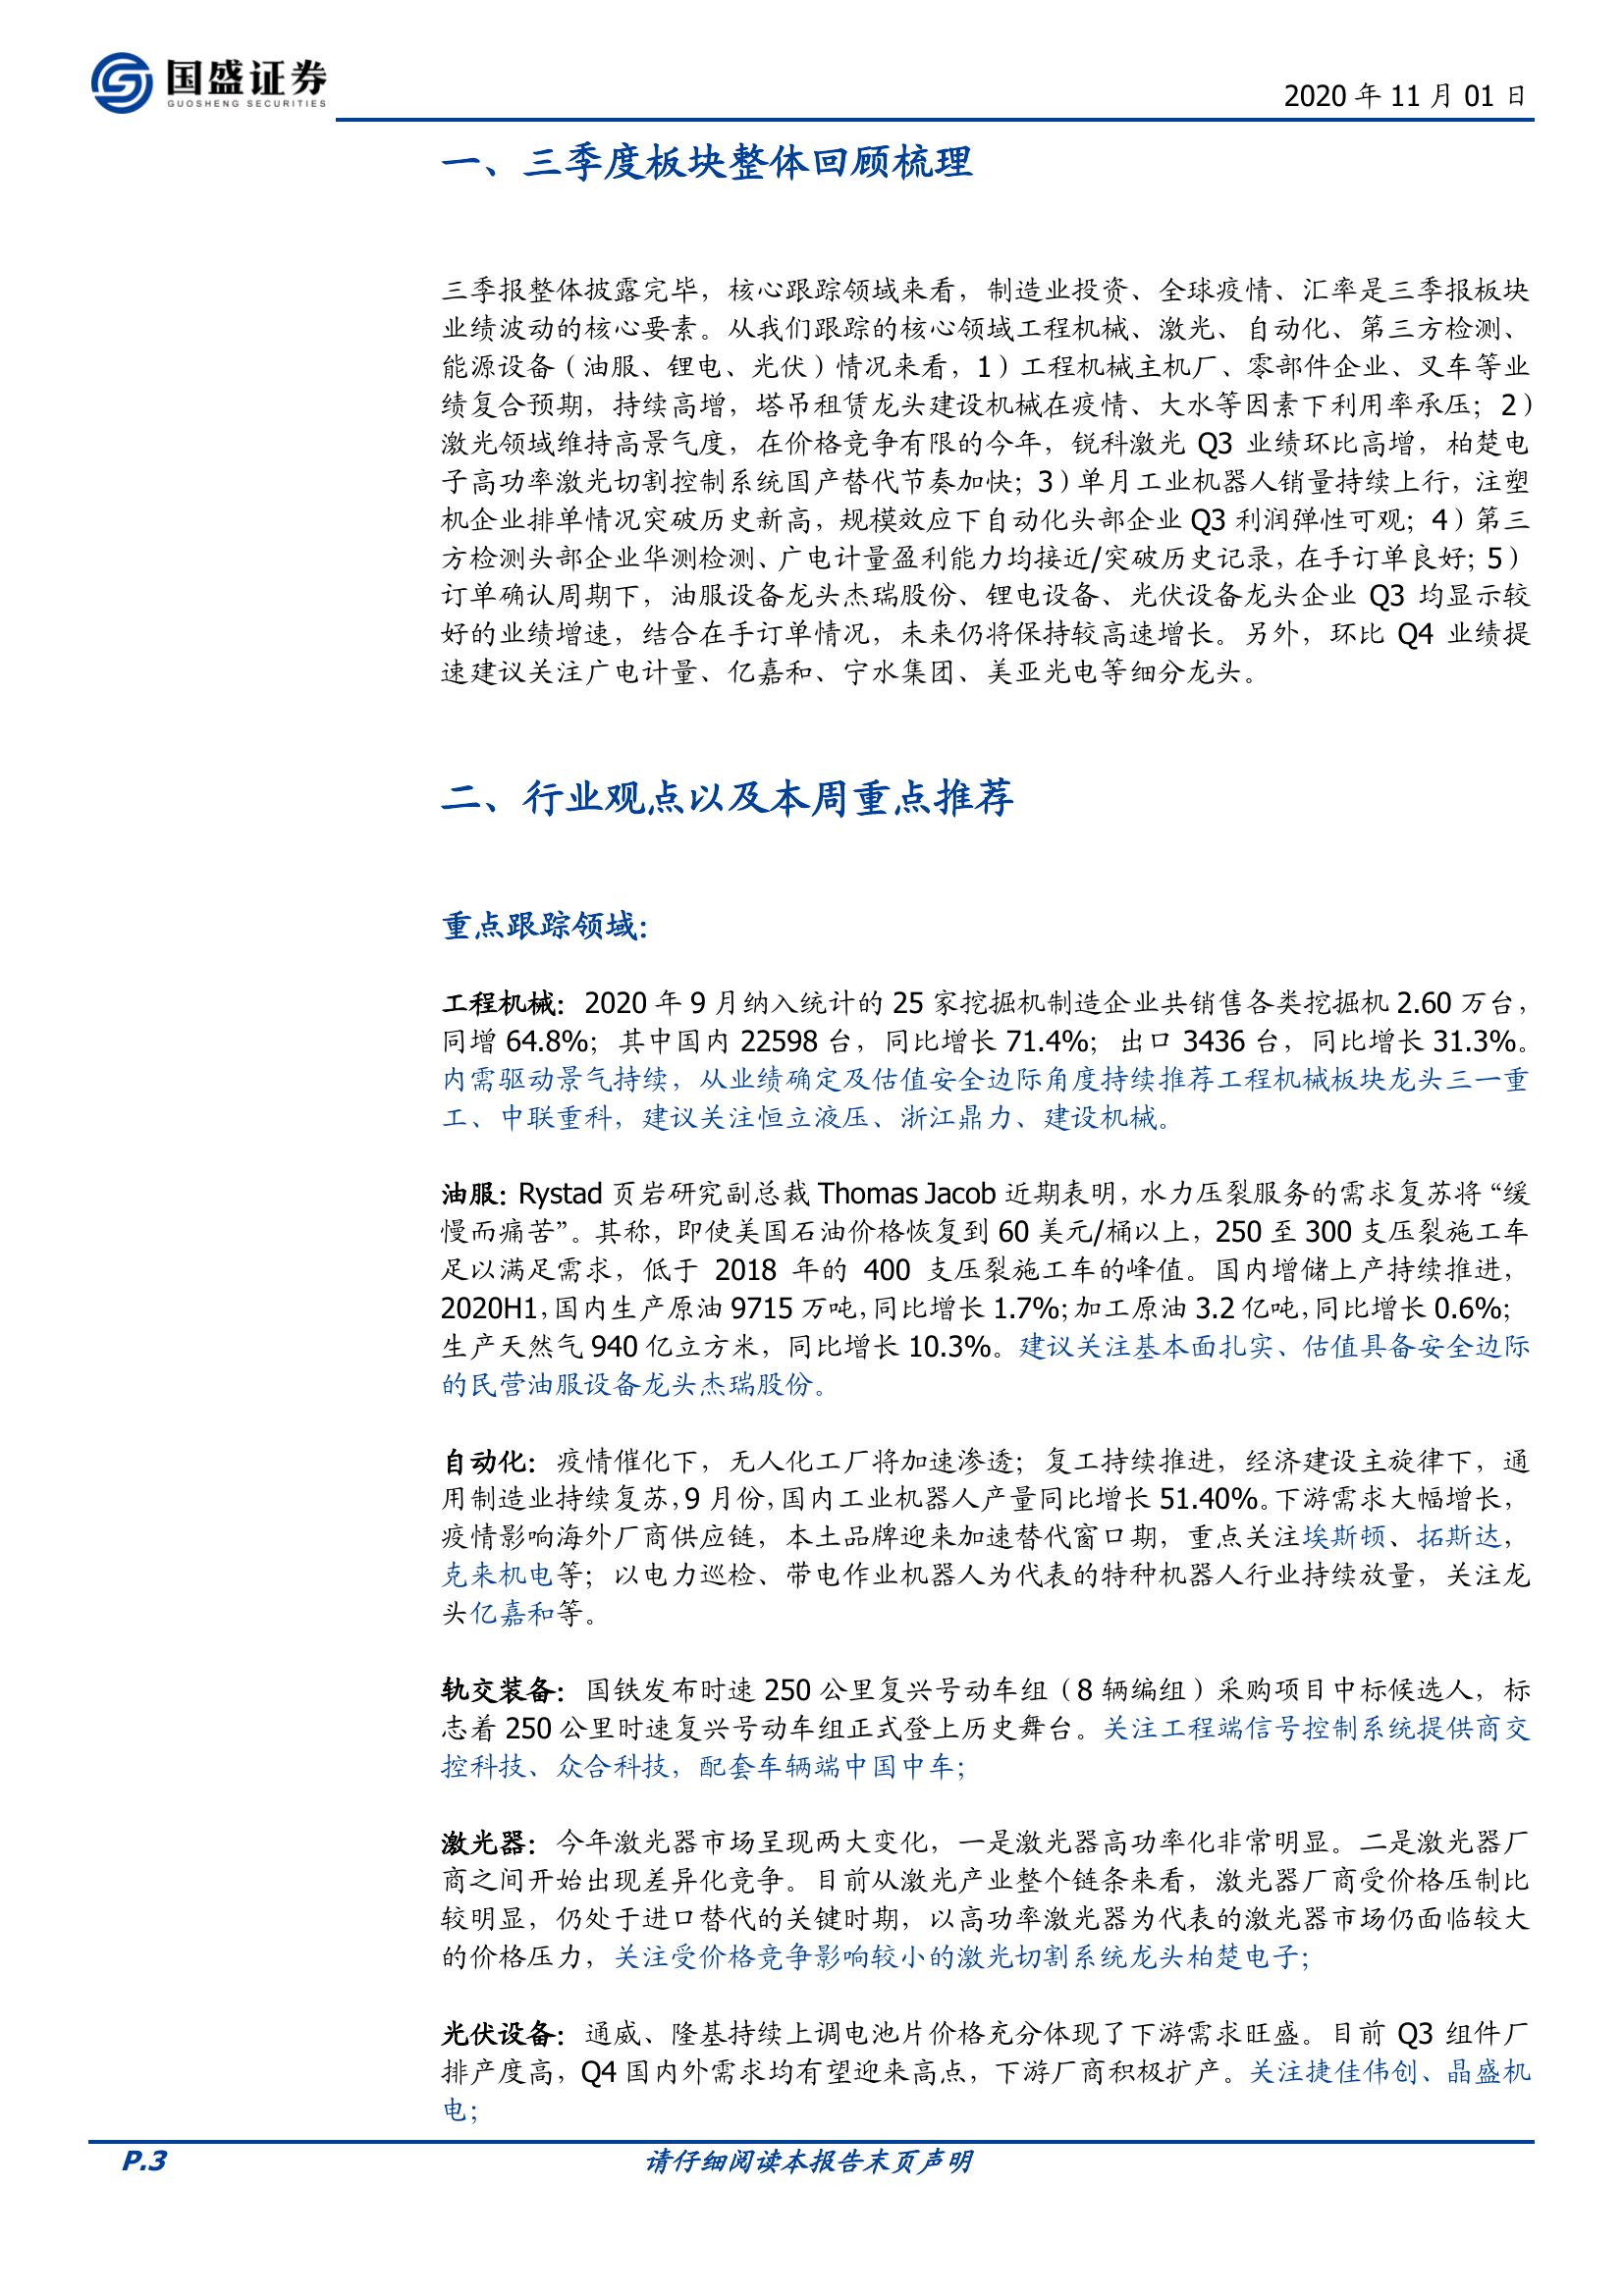 国盛证券
GUOSHENG SECURITIES
2020 年 11 月 01 日
一、三季度板块整体回顾梳理
三季报整体披露完毕，核心跟踪领域来看，制造业投资、全球疫情、汇率是三季报板块
业绩波动的核心要素。从我们跟踪的核心领域工程机械、激光、自动化、第三方检测、
能源设备（油服、锂电、光伏）情况来看，1）工程机械主机厂、零部件企业、叉车等业
绩复合预期，持续高增，塔吊租赁龙头建设机械在疫情、大水等因素下利用率承压；2）
激光领域维持高景气度，在价格竞争有限的今年，锐科激光 Q3 业绩环比高增，柏楚电
子高功率激光切割控制系统国产替代节奏加快；3）单月工业机器人销量持续上行，注塑
机企业排单情况突破历史新高，规模效应下自动化头部企业 Q3 利润弹性可观；4）第三
方检测头部企业华测检测、广电计量盈利能力均接近/突破历史记录，在手订单良好；5）
订单确认周期下，油服设备龙头杰瑞股份、锂电设备、光伏设备龙头企业 Q3 均显示较
好的业绩增速，结合在手订单情况，未来仍将保持较高速增长。另外，环比 Q4 业绩提
速建议关注广电计量、亿嘉和、宁水集团、美亚光电等细分龙头。
二、行业观点以及本周重点推荐
重点跟踪领域：
工程机械：2020 年 9 月纳入统计的 25 家挖掘机制造企业共销售各类挖掘机 2.60 万台，
同增 64.8%；其中国内 22598 台，同比增长 71.4%；出口 3436 台，同比增长 31.3%。
内需驱动景气持续，从业绩确定及估值安全边际角度持续推荐工程机械板块龙头三一重
工、中联重科，建议关注恒立液压、浙江鼎力、建设机械。
油服：Rystad 页岩研究副总裁 Thomas Jacob 近期表明，水力压裂服务的需求复苏将“缓
慢而痛苦”。其称，即使美国石油价格恢复到 60 美元/桶以上，250 至 300 支压裂施工车
足以满足需求，低于 2018 年的 400 支压裂施工车的峰值。国内增储上产持续推进，
2020H1，国内生产原油 9715 万吨，同比增长 1.7%；加工原油 3.2 亿吨，同比增长 0.6%；
生产天然气 940 亿立方米，同比增长 10.3%。建议关注基本面扎实、估值具备安全边际
的民营油服设备龙头杰瑞股份。
自动化：疫情催化下，无人化工厂将加速渗透；复工持续推进，经济建设主旋律下，通
用制造业持续复苏，9 月份，国内工业机器人产量同比增长 51.40%。下游需求大幅增长，
疫情影响海外厂商供应链，本土品牌迎来加速替代窗口期，重点关注埃斯顿、拓斯达，
克来机电等；以电力巡检、带电作业机器人为代表的特种机器人行业持续放量，关注龙
头亿嘉和等。
轨交装备：国铁发布时速 250 公里复兴号动车组（8 辆编组）采购项目中标候选人，标
志着 250 公里时速复兴号动车组正式登上历史舞台。关注工程端信号控制系统提供商交
控科技、众合科技，配套车辆端中国中车；
激光器：今年激光器市场呈现两大变化，一是激光器高功率化非常明显。二是激光器厂
商之间开始出现差异化竞争。目前从激光产业整个链条来看，激光器厂商受价格压制比
较明显，仍处于进口替代的关键时期，以高功率激光器为代表的激光器市场仍面临较大
的价格压力，关注受价格竞争影响较小的激光切割系统龙头柏楚电子；
光伏设备：通威、隆基持续上调电池片价格充分体现了下游需求旺盛。目前 Q3 组件厂
排产度高，Q4 国内外需求均有望迎来高点，下游厂商积极扩产。关注捷佳伟创、晶盛机
电；
P.3
请仔细阅读本报告末页声明